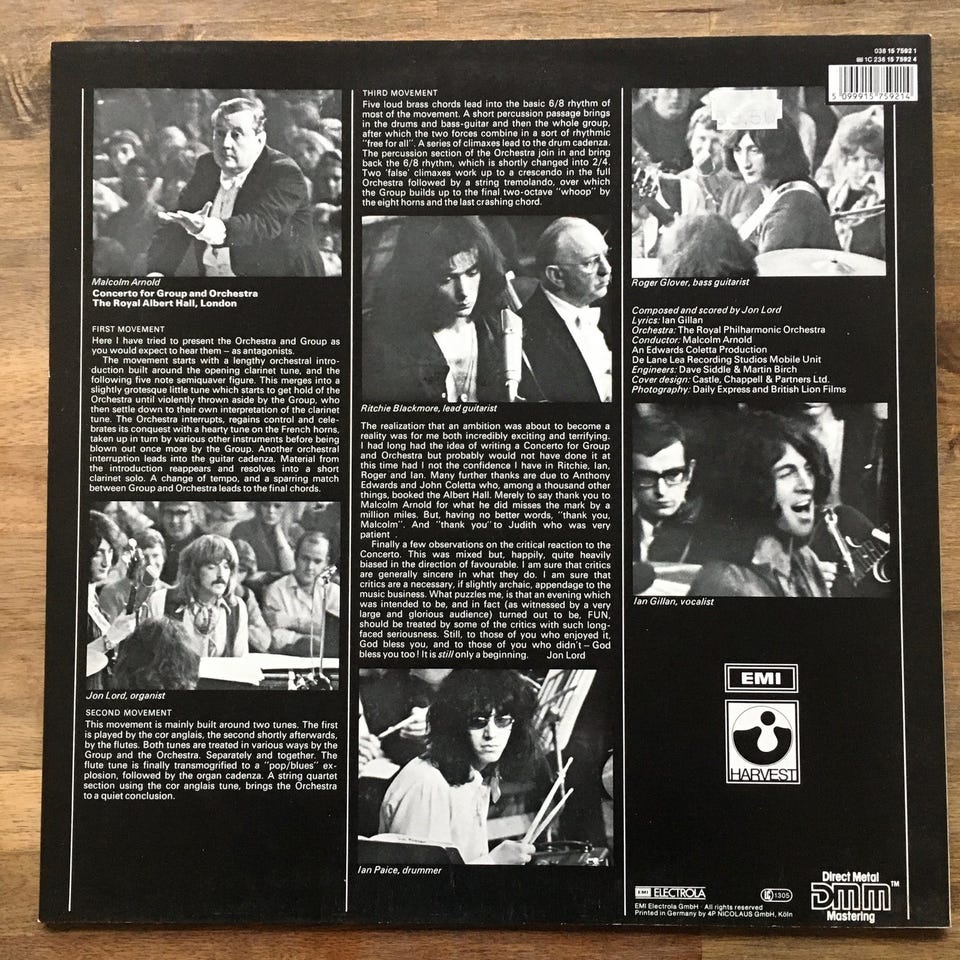 Malcolm Arnold
Concerto for Group and Orchestra
The Royal Albert Hall, London
FIRST MOVEMENT
Here I have tried to present the Orchestra and Group as
you would expect to hear them – as antagonists.
The movement starts with a lengthy orchestral intro-
duction built around the opening clarinet tune, and the
following five note semiquaver figure. This merges into a
slightly grotesque little tune which starts to get hold of the
Orchestra until violently thrown aside by the Group, who
then settle down to their own interpretation of the clarinet
tune. The Orchestra interrupts, regains control and cele-
brates its conquest with a hearty tune on the French horns,
taken up in turn by various other instruments before being
blown out once more by the Group. Another orchestral
interruption leads into the guitar cadenza. Material from
the introduction reappears and resolves into a short
clarinet solo. A change of tempo, and a sparring match
between Group and Orchestra leads to the final chords.
Jon Lord, organist
SECOND MOVEMENT
This movement is mainly built around two tunes. The first
is played by the cor anglais, the second shortly afterwards,
by the flutes. Both tunes are treated in various ways by the
Group and the Orchestra. Separately and together. The
flute tune is finally transmogrified to a "pop/blues" ex-
plosion, followed by the organ cadenza. A string quartet
section using the cor anglais tune, brings the Orchestra
to a quiet conclusion.
THIRD MOVEMENT
Five loud brass chords lead into the basic 6/8 rhythm of
most of the movement. A short percussion passage brings
in the drums and bass-guitar and then the whole group,
after which the two forces combine in a sort of rhythmic
"free for all". A series of climaxes lead to the drum cadenza.
The percussion section of the Orchestra join in and bring
back the 6/8 rhythm, which is shortly changed into 2/4.
Two 'false' climaxes work up to a crescendo in the full
Orchestra followed by a string tremolando, over which
the Group builds up to the final two-octave "whoop" by
the eight horns and the last crashing chord.
Ritchie Blackmore, lead guitarist
The realization that an ambition was about to become a
reality was for me both incredibly exciting and terrifying.
I had long had the idea of writing a Concerto for Group
and Orchestra but probably would not have done it at
this time had I not the confidence I have in Ritchie, Ian,
Roger and Ian. Many further thanks are due to Anthony
Edwards and John Coletta who, among a thousand other
things, booked the Albert Hall. Merely to say thank you to
Malcolm Arnold for what he did misses the mark by a
million miles. But, having no better words, "thank you,
Malcolm". And "thank you" to Judith who was very
patient .
Finally a few observations on the critical reaction to the
Concerto. This was mixed but, happily, quite heavily
biased in the direction of favourable. I am sure that critics
are generally sincere in what they do. I am sure that
critics are a necessary, if slightly archaic, appendage to the
music business. What puzzles me, is that an evening which
was intended to be, and in fact (as witnessed by a very
large and glorious audience) turned out to be, FUN,
should be treated by some of the critics with such long-
faced seriousness. Still, to those of you who enjoyed it,
God bless you, and to those of you who didn't – God
bless you too! It is still only a beginning. Jon Lord
Ian Paice, drummer
038 15 7592 1
1C 238 15 7592 4
5 099915 759214
Roger Glover, bass guitarist
Composed and scored by Jon Lord
Lyrics: Ian Gillan
Orchestra: The Royal Philharmonic Orchestra
Conductor: Malcolm Arnold
An Edwards Coletta Production
De Lane Lea Recording Studios Mobile Unit
Engineers: Dave Siddle & Martin Birch
Cover design: Castle, Chappell & Partners Ltd.
Photography: Daily Express and British Lion Films
Ian Gillan, vocalist
EMI
HARVEST
EMI ELECTROLA
LC 1305
EMI Electrola GmbH · All rights reserved
Printed in Germany by 4P NICOLAUS GmbH, Köln
Direct Metal
DMM™
Mastering